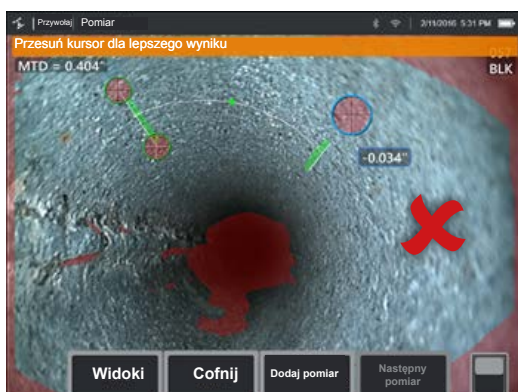 Przywołaj Pomiar 2/11/2016 5:31 PM
Przesuń kursor dla lepszego wyniku
057
MTD = 0.404"
BLK
-0.034"
Widoki Cofnij Dodaj pomiar Następny
pomiar